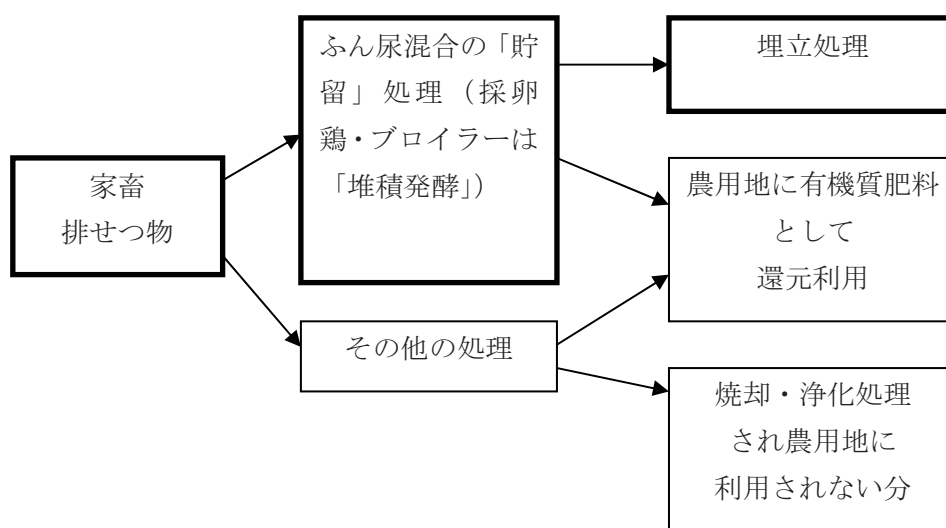 家畜
排せつ物
ふん尿混合の「貯
留」処理（採卵
鶏・ブロイラーは
「堆積発酵」）
その他の処理
埋立処理
農用地に有機質肥料
として
還元利用
焼却・浄化処理
され農用地に
利用されない分